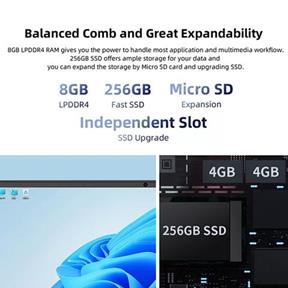 Balanced Comb and Great Expandability
8GB LPDDR4 RAM gives you the power to handle most application and multimedia workflow.
256GB SSD offers ample storage for your data and
you can expand the storage by Micro SD card and upgrading SSD.
8GB 256GB Micro SD
LPDDR4 Fast SSD Expansion
Independent Slot
SSD Upgrade
4GB 4GB
256GB SSD